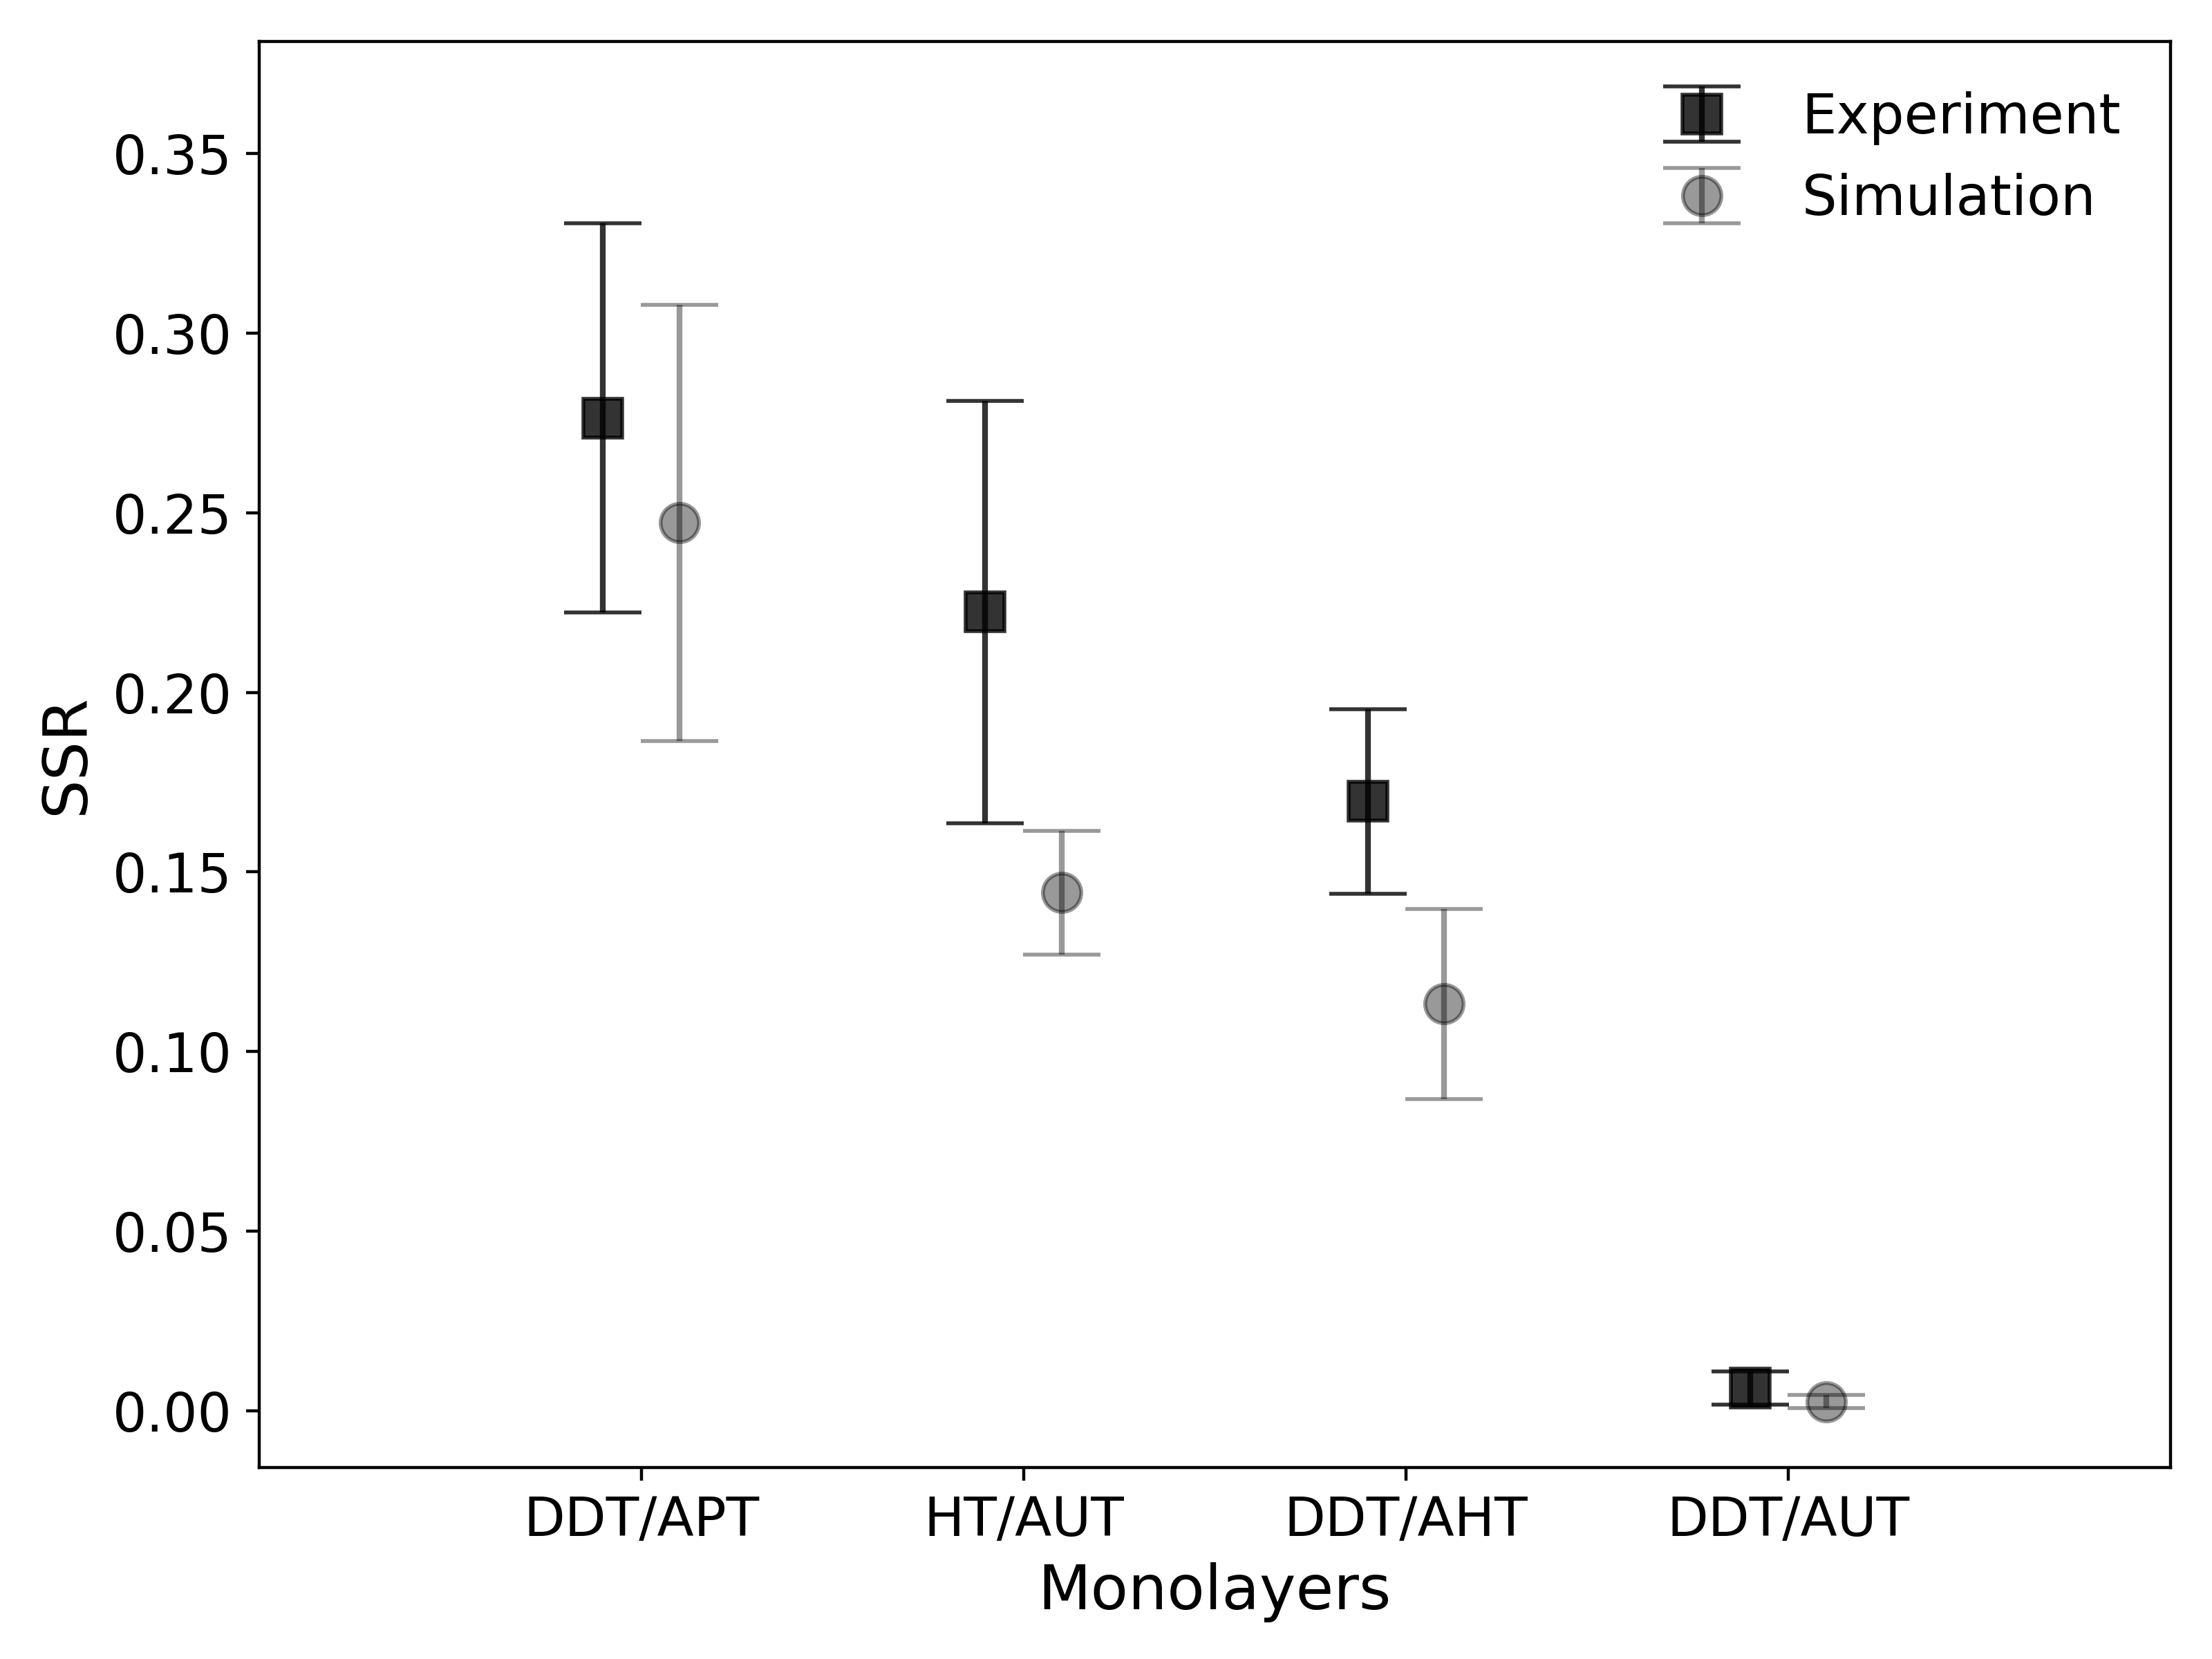 Experiment
Simulation
SSR
0.35
0.30
0.25
0.20
0.15
0.10
0.05
0.00
DDT/APT HT/AUT DDT/AHT DDT/AUT
Monolayers